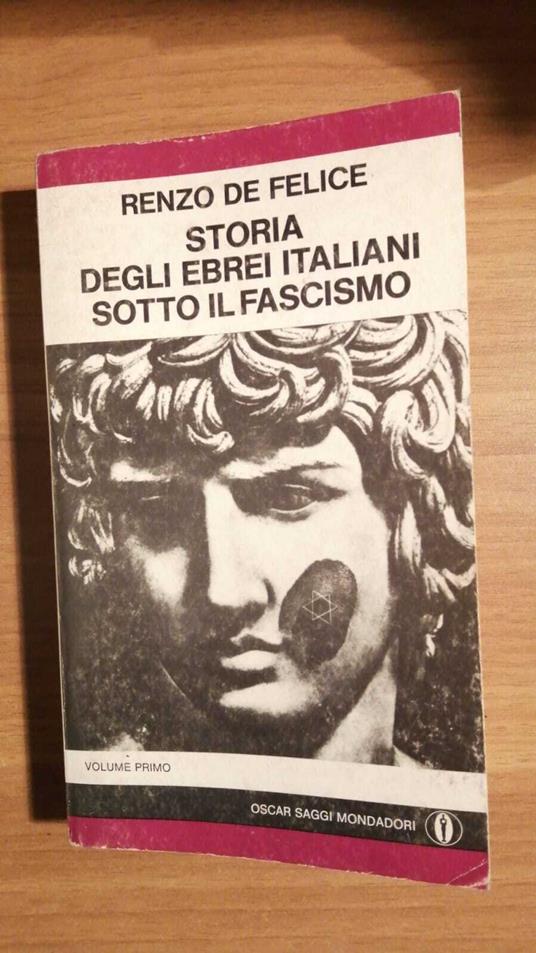 RENZO DE FELICE
STORIA
DEGLI EBREI ITALIANI
SOTTO IL FASCISMO
VOLUME PRIMO
OSCAR SAGGI MONDADORI